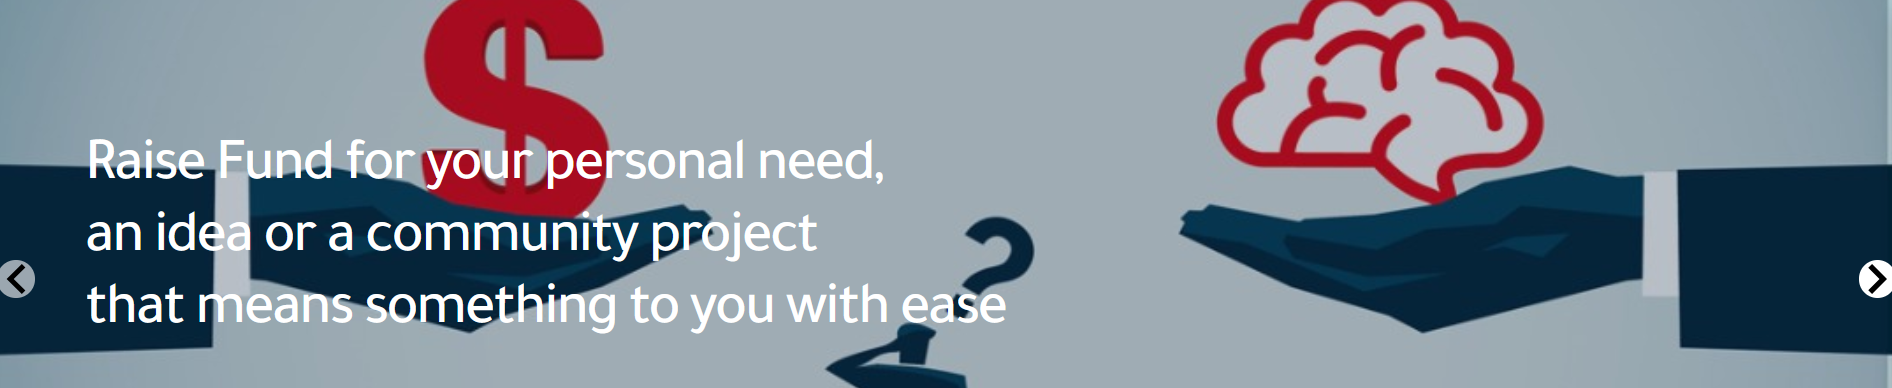 Raise Fund for your personal need,
an idea or a community project
that means something to you with ease